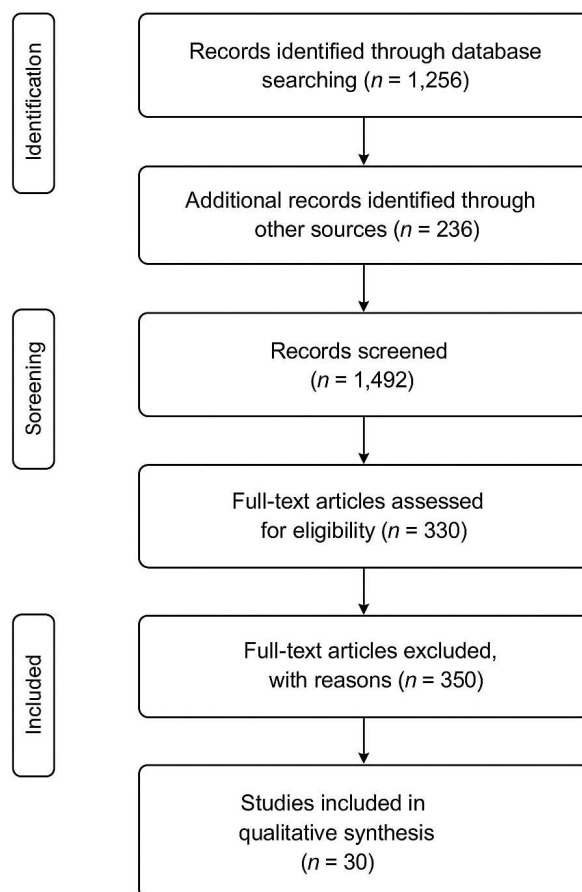 Identification
Records identified through database
searching (n = 1,256)
Additional records identified through
other sources (n = 236)
Soreening
Records screened
(n = 1,492)
Full-text articles assessed
for eligibility (n = 330)
Included
Full-text articles excluded,
with reasons (n = 350)
Studies included in
qualitative synthesis
(n = 30)